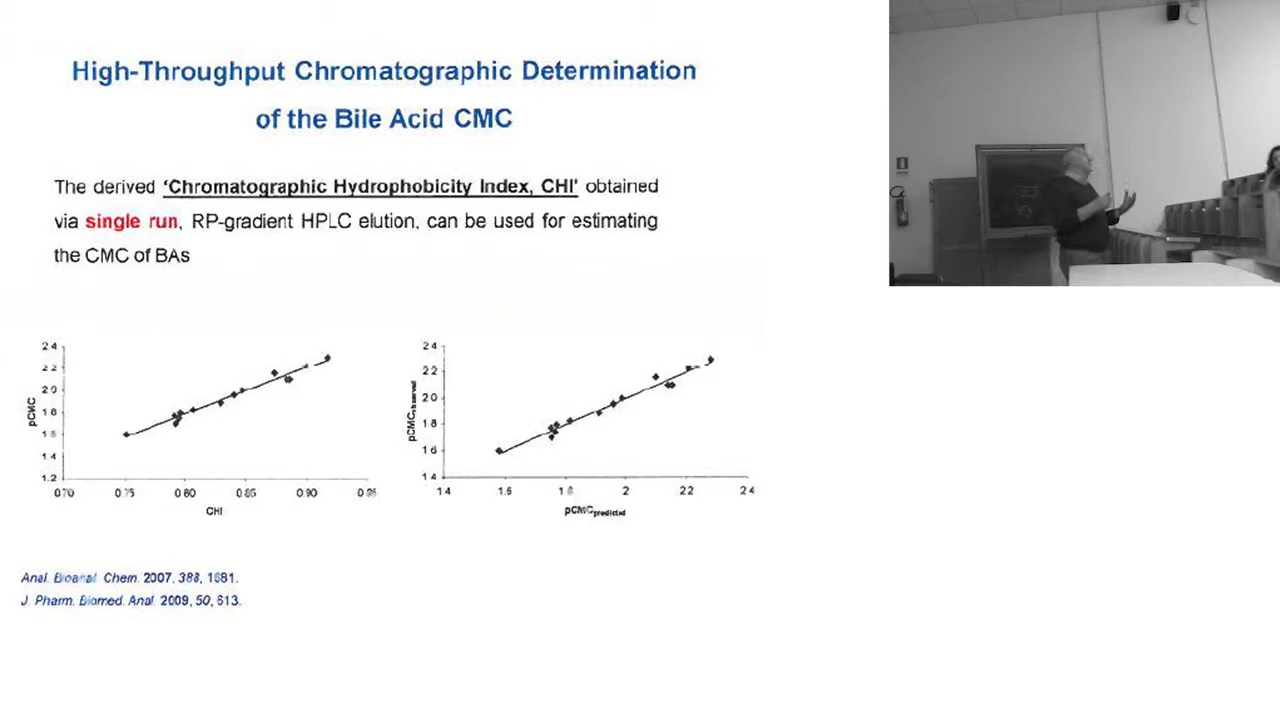 High-Throughput Chromatographic Determination
of the Bile Acid CMC
The derived ‘Chromatographic Hydrophobicity Index, CHI’ obtained
via single run, RP-gradient HPLC elution, can be used for estimating
the CMC of BAs
2.4
2.2
2.0
1.8
1.6
1.4
1.2
pCMC
0.70 0.75 0.80 0.85 0.90 0.95
CHI
2.4
2.2
2.0
1.8
1.6
1.4
pCMCobserved
1.4 1.6 1.8 2 2.2 2.4
pCMCpredicted
Anal. Bioanal. Chem. 2007, 388, 1681.
J. Pharm. Biomed. Anal. 2009, 50, 613.